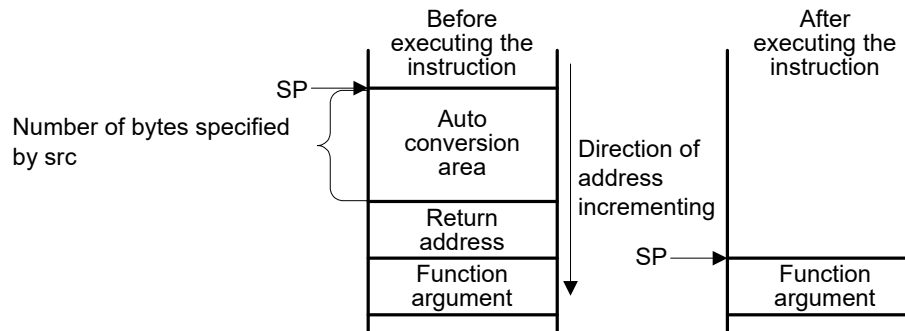 Before
executing the
instruction
After
executing the
instruction
SP
Number of bytes specified
by src
Auto
conversion
area
Direction of
address
incrementing
Return
address
SP
Function
argument
Function
argument